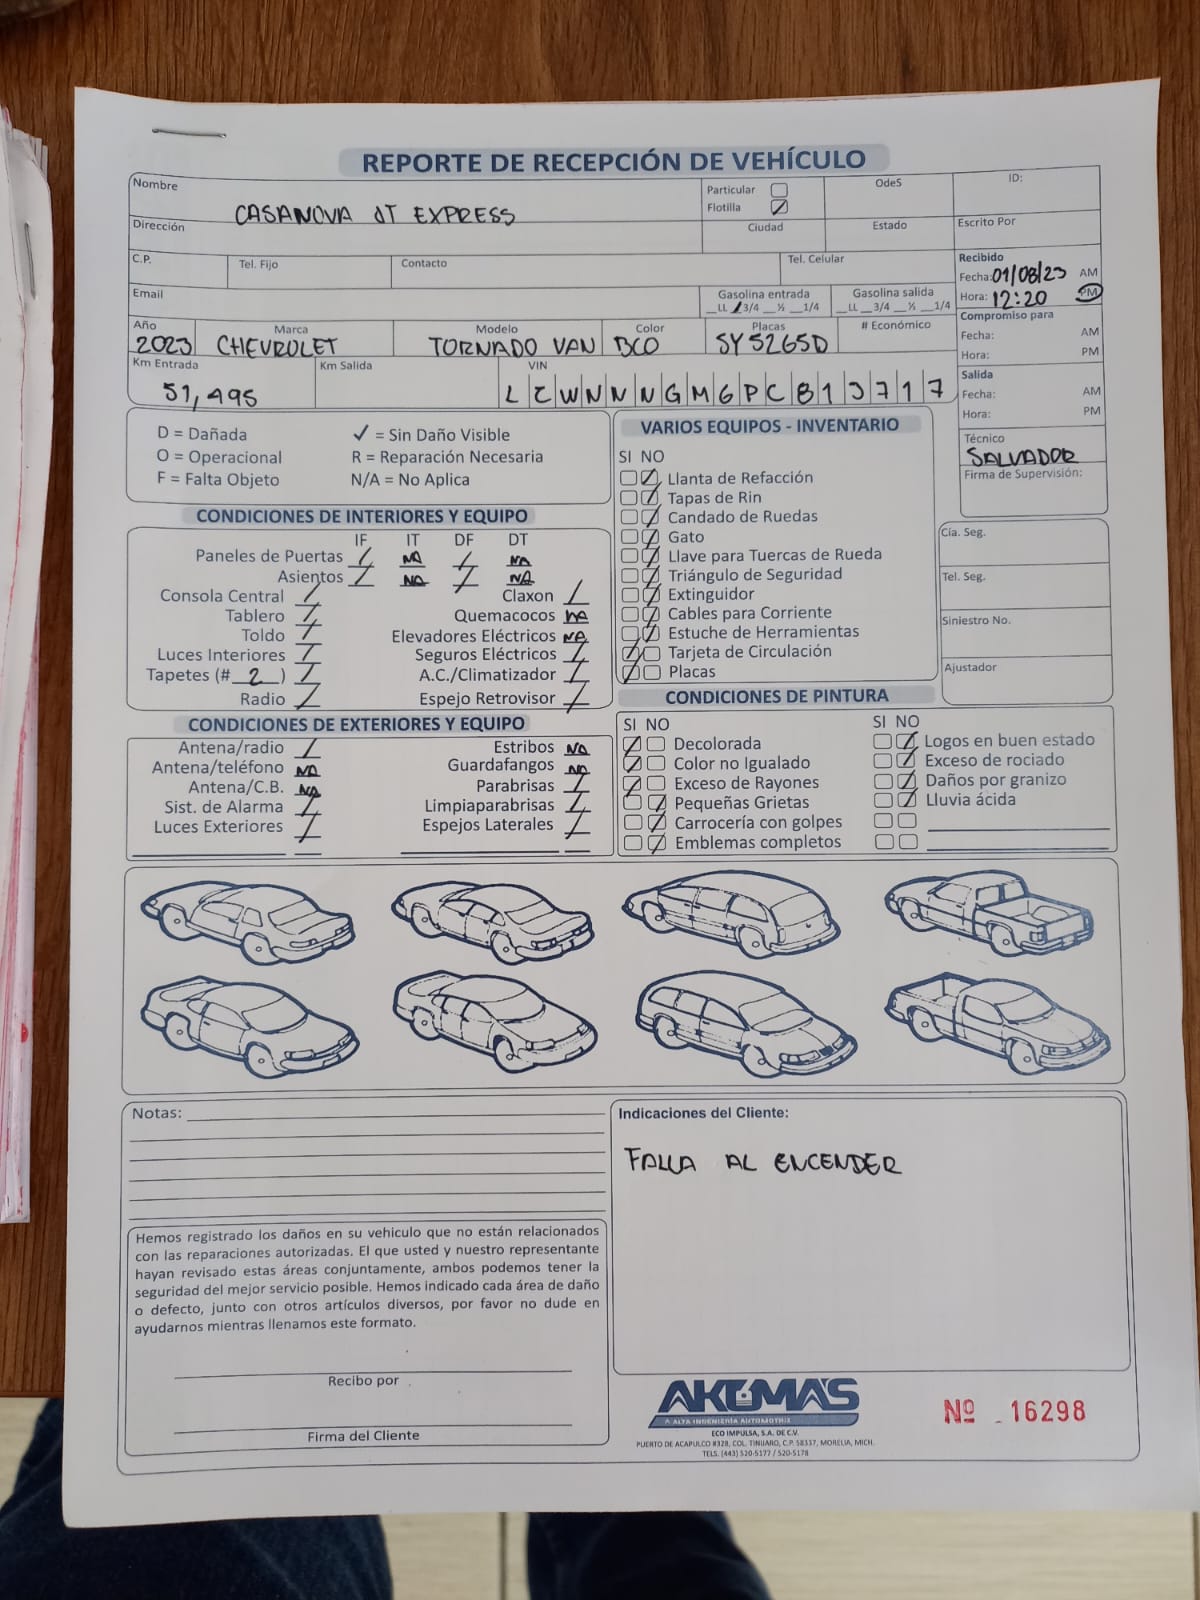 REPORTE DE RECEPCIÓN DE VEHÍCULO
Nombre
CASANOVA JT EXPRESS
Particular
Flotilla
OdeS
ID:
Dirección
Ciudad
Estado
Escrito Por
C.P.
Tel. Fijo
Contacto
Tel. Celular
Recibido
Fecha: 01/08/23 AM
Hora: 12:20 PM
Email
Gasolina entrada
__LL __3/4 __½ __1/4
Gasolina salida
__LL __3/4 __½ __1/4
Compromiso para
Fecha: AM
Hora: PM
Año
2023
Marca
CHEVROLET
Modelo
TORNADO VAN
Color
BCO
Placas
SY5265D
# Económico
Km Entrada
51,495
Km Salida
VIN
LZWNNNGM6PC813717
Salida
Fecha: AM
Hora: PM
Técnico
SALVADOR
Firma de Supervisión:
D = Dañada
✓ = Sin Daño Visible
O = Operacional
R = Reparación Necesaria
F = Falta Objeto
N/A = No Aplica
CONDICIONES DE INTERIORES Y EQUIPO
IF IT DF DT
Paneles de Puertas / NA / NA
Asientos / NA / NA
Consola Central /
Claxon /
Tablero /
Quemacocos NA
Toldo /
Elevadores Eléctricos NA
Luces Interiores /
Seguros Eléctricos /
Tapetes (# 2 ) /
A.C./Climatizador /
Radio /
Espejo Retrovisor /
CONDICIONES DE EXTERIORES Y EQUIPO
Antena/radio /
Estribos NA
Antena/teléfono NA
Guardafangos NA
Antena/C.B. NA
Parabrisas /
Sist. de Alarma /
Limpiaparabrisas /
Luces Exteriores /
Espejos Laterales /
VARIOS EQUIPOS - INVENTARIO
SI NO
Llanta de Refacción
Tapas de Rin
Candado de Ruedas
Gato
Llave para Tuercas de Rueda
Triángulo de Seguridad
Extinguidor
Cables para Corriente
Estuche de Herramientas
Tarjeta de Circulación
Placas
Cía. Seg.
Tel. Seg.
Siniestro No.
Ajustador
CONDICIONES DE PINTURA
SI NO
Decolorada
Color no Igualado
Exceso de Rayones
Pequeñas Grietas
Carrocería con golpes
Emblemas completos
SI NO
Logos en buen estado
Exceso de rociado
Daños por granizo
Lluvia ácida
Notas:
Indicaciones del Cliente:
FALLA AL ENCENDER
Hemos registrado los daños en su vehiculo que no están relacionados
con las reparaciones autorizadas. El que usted y nuestro representante
hayan revisado estas áreas conjuntamente, ambos podemos tener la
seguridad del mejor servicio posible. Hemos indicado cada área de daño
o defecto, junto con otros artículos diversos, por favor no dude en
ayudarnos mientras llenamos este formato.
Recibo por
Firma del Cliente
AKUMA'S
A ALTA INGENIERÍA AUTOMOTRIZ
ECO IMPULSA, S.A. DE C.V.
PUERTO DE ACAPULCO #328, COL. TINIJARO, C.P. 58337, MORELIA, MICH.
TELS. (443) 520-5177 / 520-5178
Nº 16298